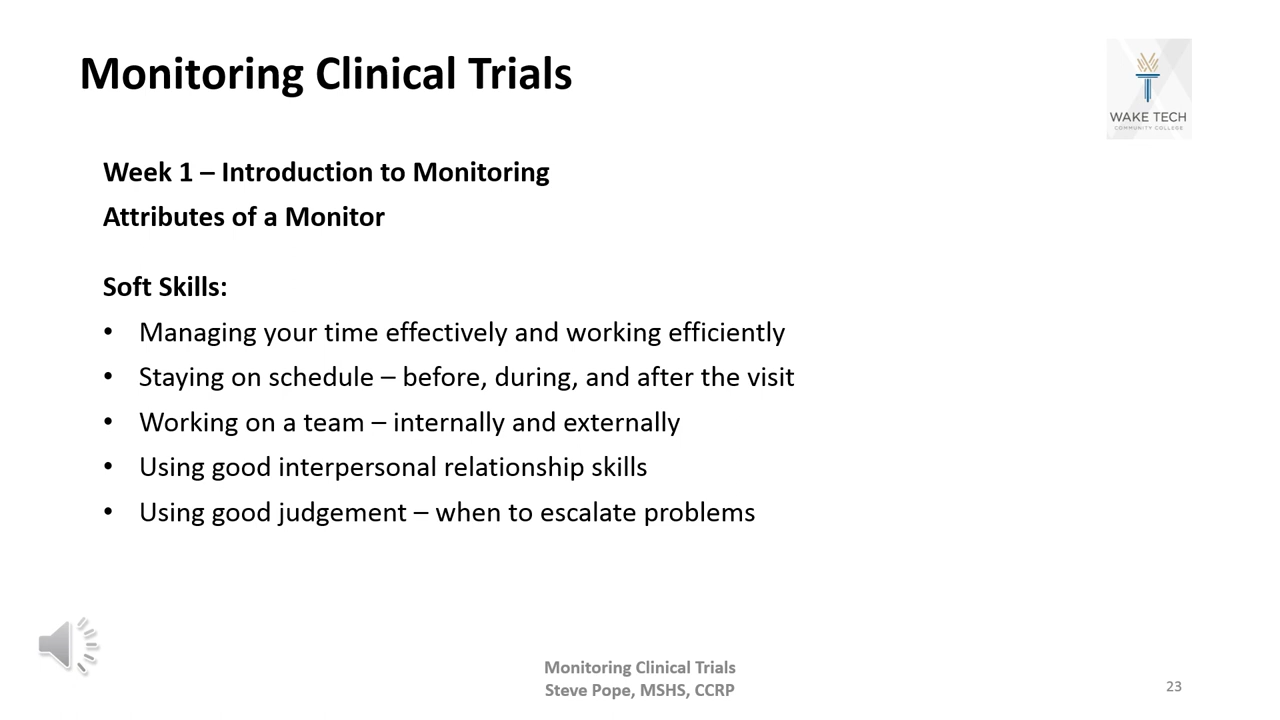 Monitoring Clinical Trials
WAKE TECH
COMMUNITY COLLEGE
Week 1 – Introduction to Monitoring
Attributes of a Monitor
Soft Skills:
• Managing your time effectively and working efficiently
• Staying on schedule – before, during, and after the visit
• Working on a team – internally and externally
• Using good interpersonal relationship skills
• Using good judgement – when to escalate problems
Monitoring Clinical Trials
Steve Pope, MSHS, CCRP
23